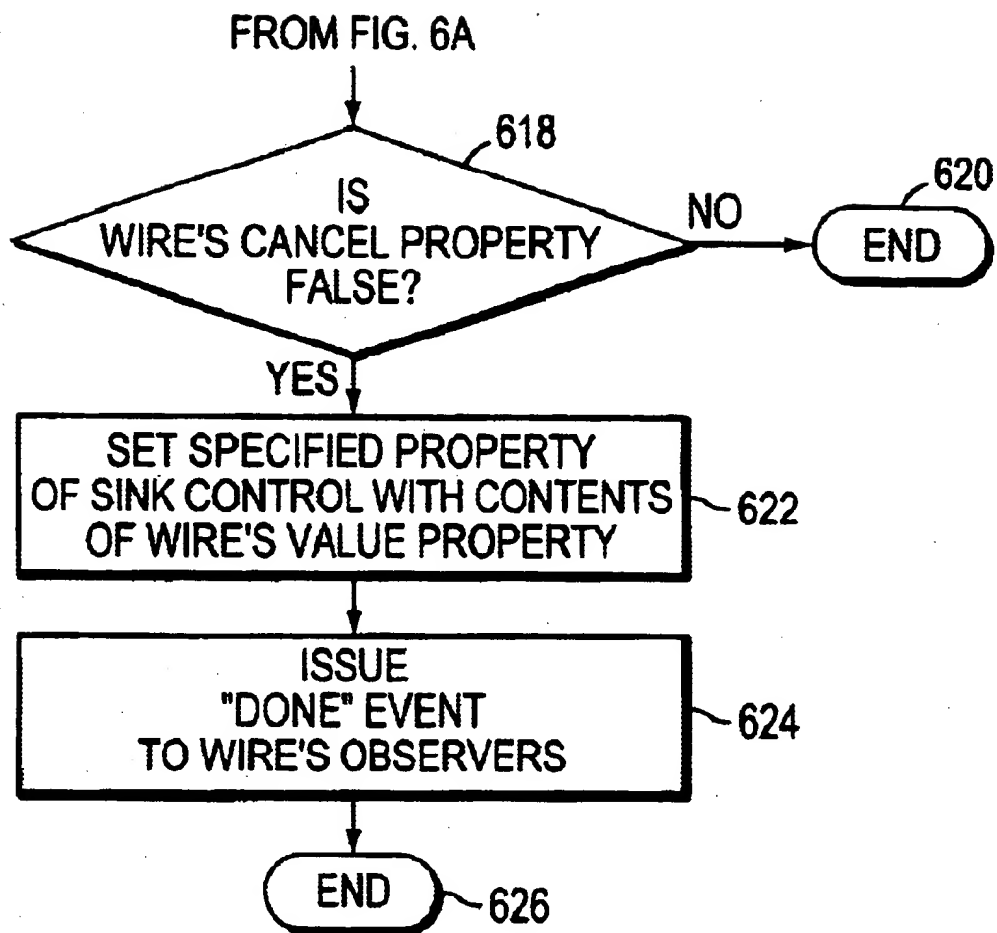 FROM FIG. 6A
618
IS
WIRE'S CANCEL PROPERTY
FALSE?
NO
620
END
YES
SET SPECIFIED PROPERTY
OF SINK CONTROL WITH CONTENTS
OF WIRE'S VALUE PROPERTY
622
ISSUE
"DONE" EVENT
TO WIRE'S OBSERVERS
624
END
626